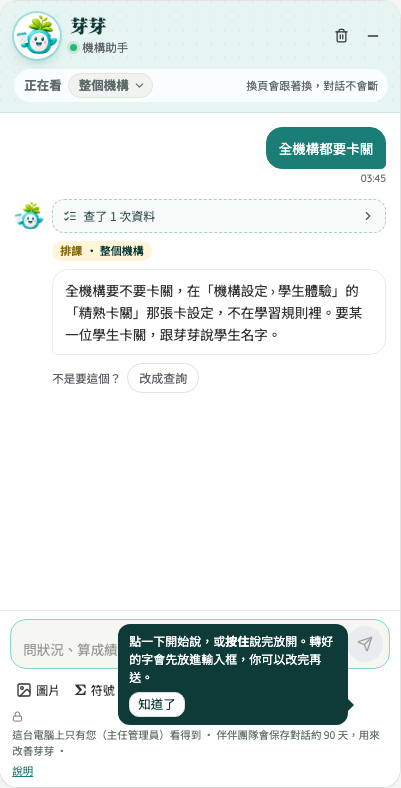 芽芽
機構助手
正在看 整個機構 換頁會跟著換，對話不會斷
全機構都要卡關
03:45
查了 1 次資料
排課 · 整個機構
全機構要不要卡關，在「機構設定 › 學生體驗」的
「精熟卡關」那張卡設定，不在學習規則裡。要某
一位學生卡關，跟芽芽說學生名字。
不是要這個？ 改成查詢
問狀況、算成績
點一下開始說，或按住說完放開。轉好
的字會先放進輸入框，你可以改完再
送。
知道了
圖片 符號
這台電腦上只有您（主任管理員）看得到 · 伴伴團隊會保存對話約 90 天，用來
改善芽芽 ·
說明